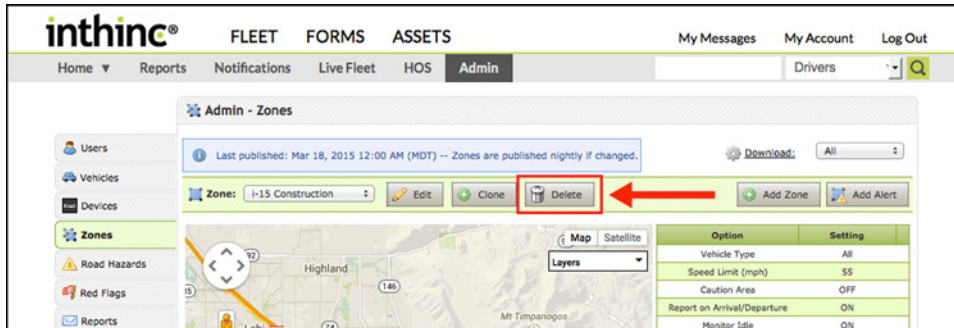 inthinc®
FLEET FORMS ASSETS
My Messages My Account Log Out
Home ▼ Reports Notifications Live Fleet HOS Admin
Drivers
Admin - Zones
Users
Last published: Mar 18, 2015 12:00 AM (MDT) -- Zones are published nightly if changed.
Download: All
Vehicles
Zone: i-15 Construction Edit Clone Delete Add Zone Add Alert
Devices
Zones
Map Satellite
Layers
Highland
146
92
74
Mt Timpanogos
Option Setting
Vehicle Type All
Speed Limit (mph) 55
Caution Area OFF
Report on Arrival/Departure ON
Monitor Idle ON
Road Hazards
Red Flags
Reports